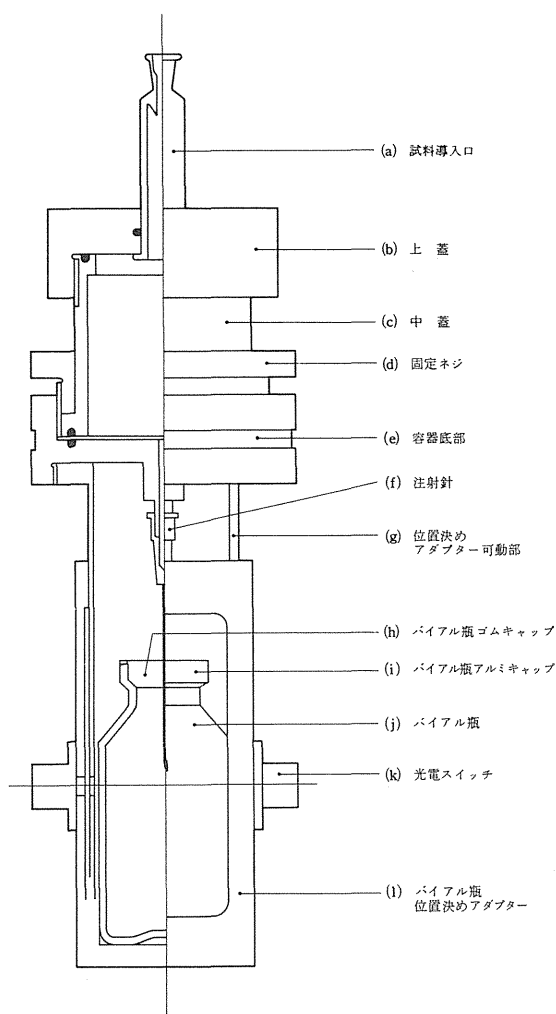 (a) 試料導入口
(b) 上 蓋
(c) 中 蓋
(d) 固定ネジ
(e) 容器底部
(f) 注射針
(g) 位置決め
アダプター可動部
(h) バイアル瓶ゴムキャップ
(i) バイアル瓶アルミキャップ
(j) バイアル瓶
(k) 光電スイッチ
(l) バイアル瓶
位置決めアダプター